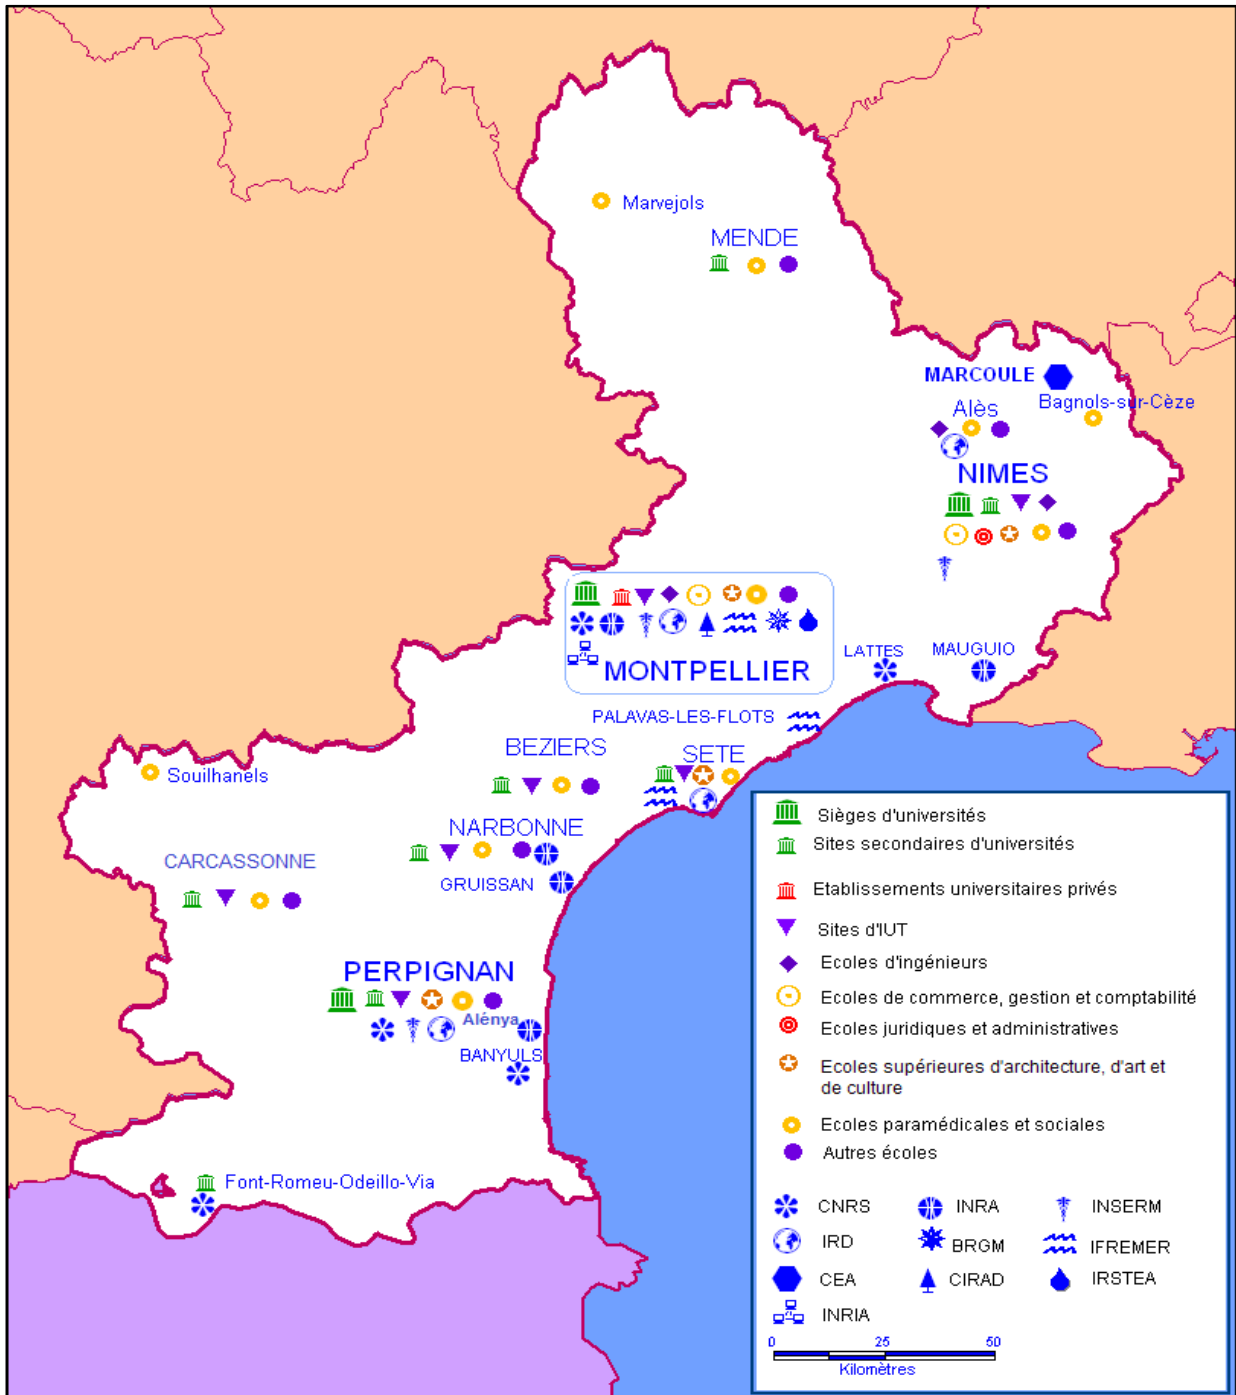 Marvejols
MENDE
MARCOULE
Bagnols-sur-Cèze
Alès
NIMES
MONTPELLIER
LATTES
MAUGUIO
PALAVAS-LES-FLOTS
BEZIERS
SETE
Souilhanels
NARBONNE
CARCASSONNE
GRUISSAN
PERPIGNAN
Alénya
BANYULS
Font-Romeu-Odeillo-Via
Sièges d'universités
Sites secondaires d'universités
Etablissements universitaires privés
Sites d'IUT
Ecoles d'ingénieurs
Ecoles de commerce, gestion et comptabilité
Ecoles juridiques et administratives
Ecoles supérieures d'architecture, d'art et
de culture
Ecoles paramédicales et sociales
Autres écoles
CNRS INRA INSERM
IRD BRGM IFREMER
CEA CIRAD IRSTEA
INRIA
0 25 50
Kilomètres